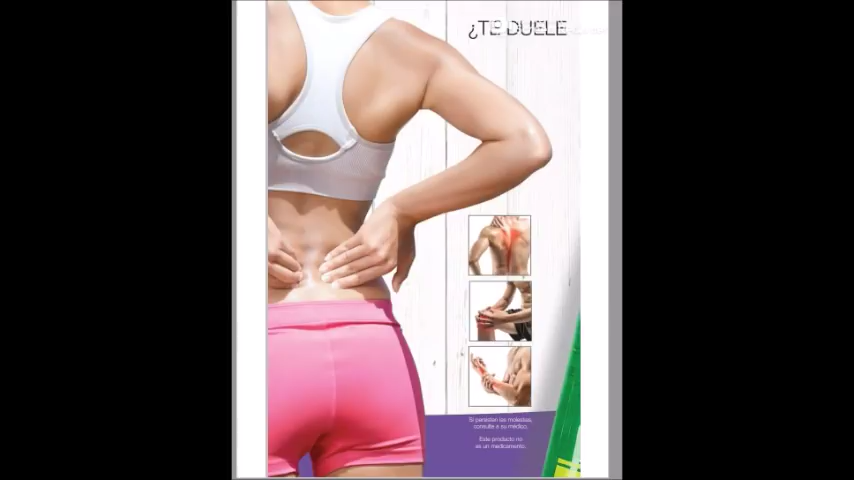 ¿TE DUELE
Si persisten las molestias,
consulte a su médico.
Este producto no
es un medicamento.